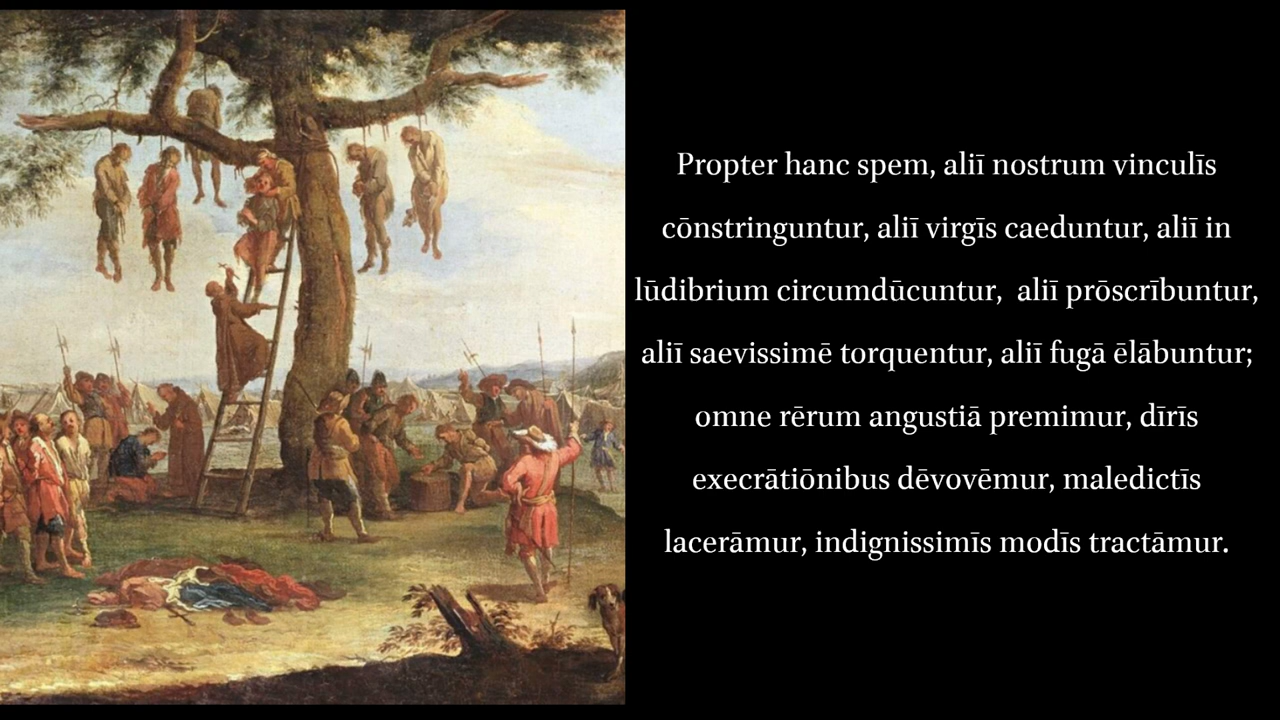 Propter hanc spem, aliī nostrum vinculīs
cōnstringuntur, aliī virgīs caeduntur, aliī in
lūdibrium circumdūcuntur, aliī prōscrībuntur,
aliī saevissimē torquentur, aliī fugā ēlābuntur;
omne rērum angustiā premimur, dīrīs
execrātiōnibus dēvovēmur, maledictīs
lacerāmur, indignissimīs modīs tractāmur.